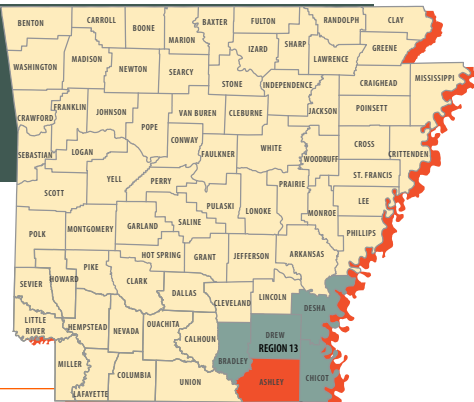 BENTON
CARROLL
BOONE
BAXTER
FULTON
RANDOLPH
CLAY
MARION
IZARD
SHARP
GREENE
WASHINGTON
MADISON
NEWTON
SEARCY
LAWRENCE
STONE
INDEPENDENCE
CRAIGHEAD
MISSISSIPPI
CRAWFORD
FRANKLIN
JOHNSON
VAN BUREN
CLEBURNE
JACKSON
POINSETT
POPE
CONWAY
FAULKNER
WHITE
WOODRUFF
CROSS
CRITTENDEN
SEBASTIAN
LOGAN
ST. FRANCIS
SCOTT
YELL
PERRY
PRAIRIE
LEE
PULASKI
LONOKE
MONROE
POLK
MONTGOMERY
GARLAND
SALINE
PHILLIPS
HOT SPRING
GRANT
JEFFERSON
ARKANSAS
SEVIER
HOWARD
PIKE
CLARK
DALLAS
CLEVELAND
LINCOLN
DESHA
LITTLE
RIVER
HEMPSTEAD
NEVADA
OUACHITA
CALHOUN
BRADLEY
DREW
REGION 13
MILLER
LAFAYETTE
COLUMBIA
UNION
ASHLEY
CHICOT